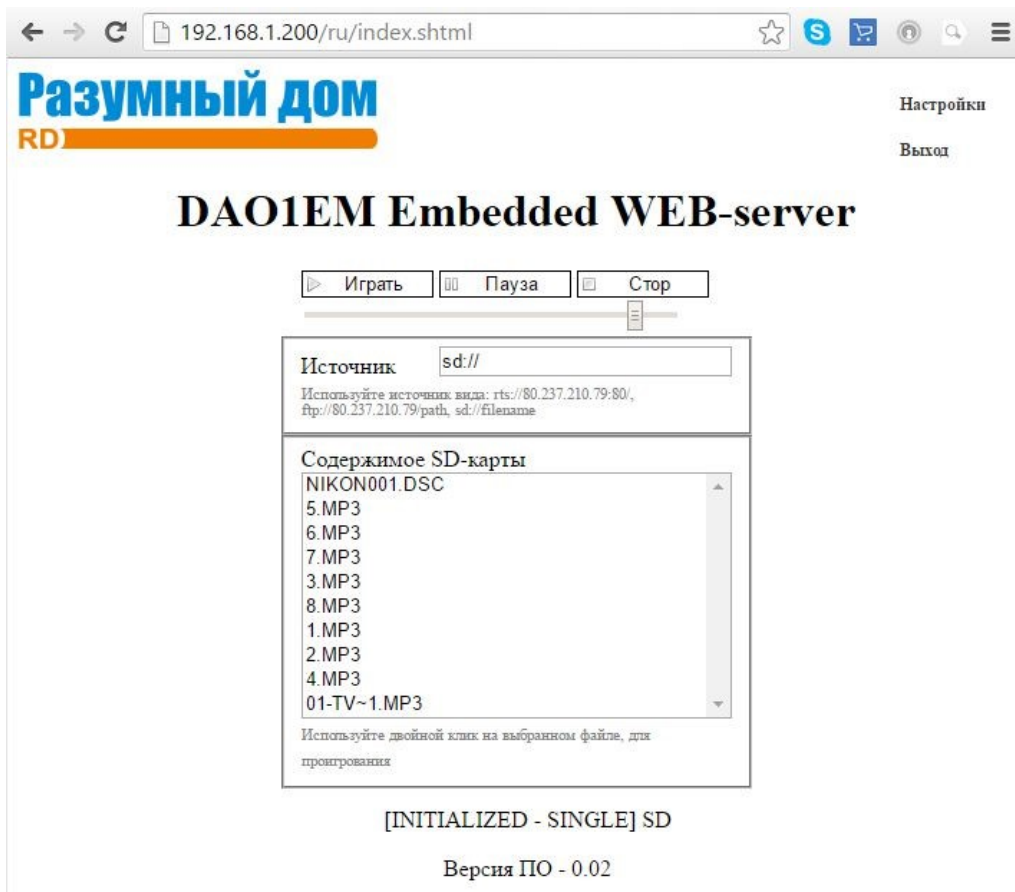 192.168.1.200/ru/index.shtml
Разумный дом
RD
Настройки
Выход
DAO1EM Embedded WEB-server
Играть Пауза Стоп
Источник sd://
Используйте источник вида: rts://80.237.210.79:80/,
ftp://80.237.210.79/path, sd://filename
Содержимое SD-карты
NIKON001.DSC
5.MP3
6.MP3
7.MP3
3.MP3
8.MP3
1.MP3
2.MP3
4.MP3
01-TV~1.MP3
Используйте двойной клик на выбранном файле, для
проигрования
[INITIALIZED - SINGLE] SD
Версия ПО - 0.02